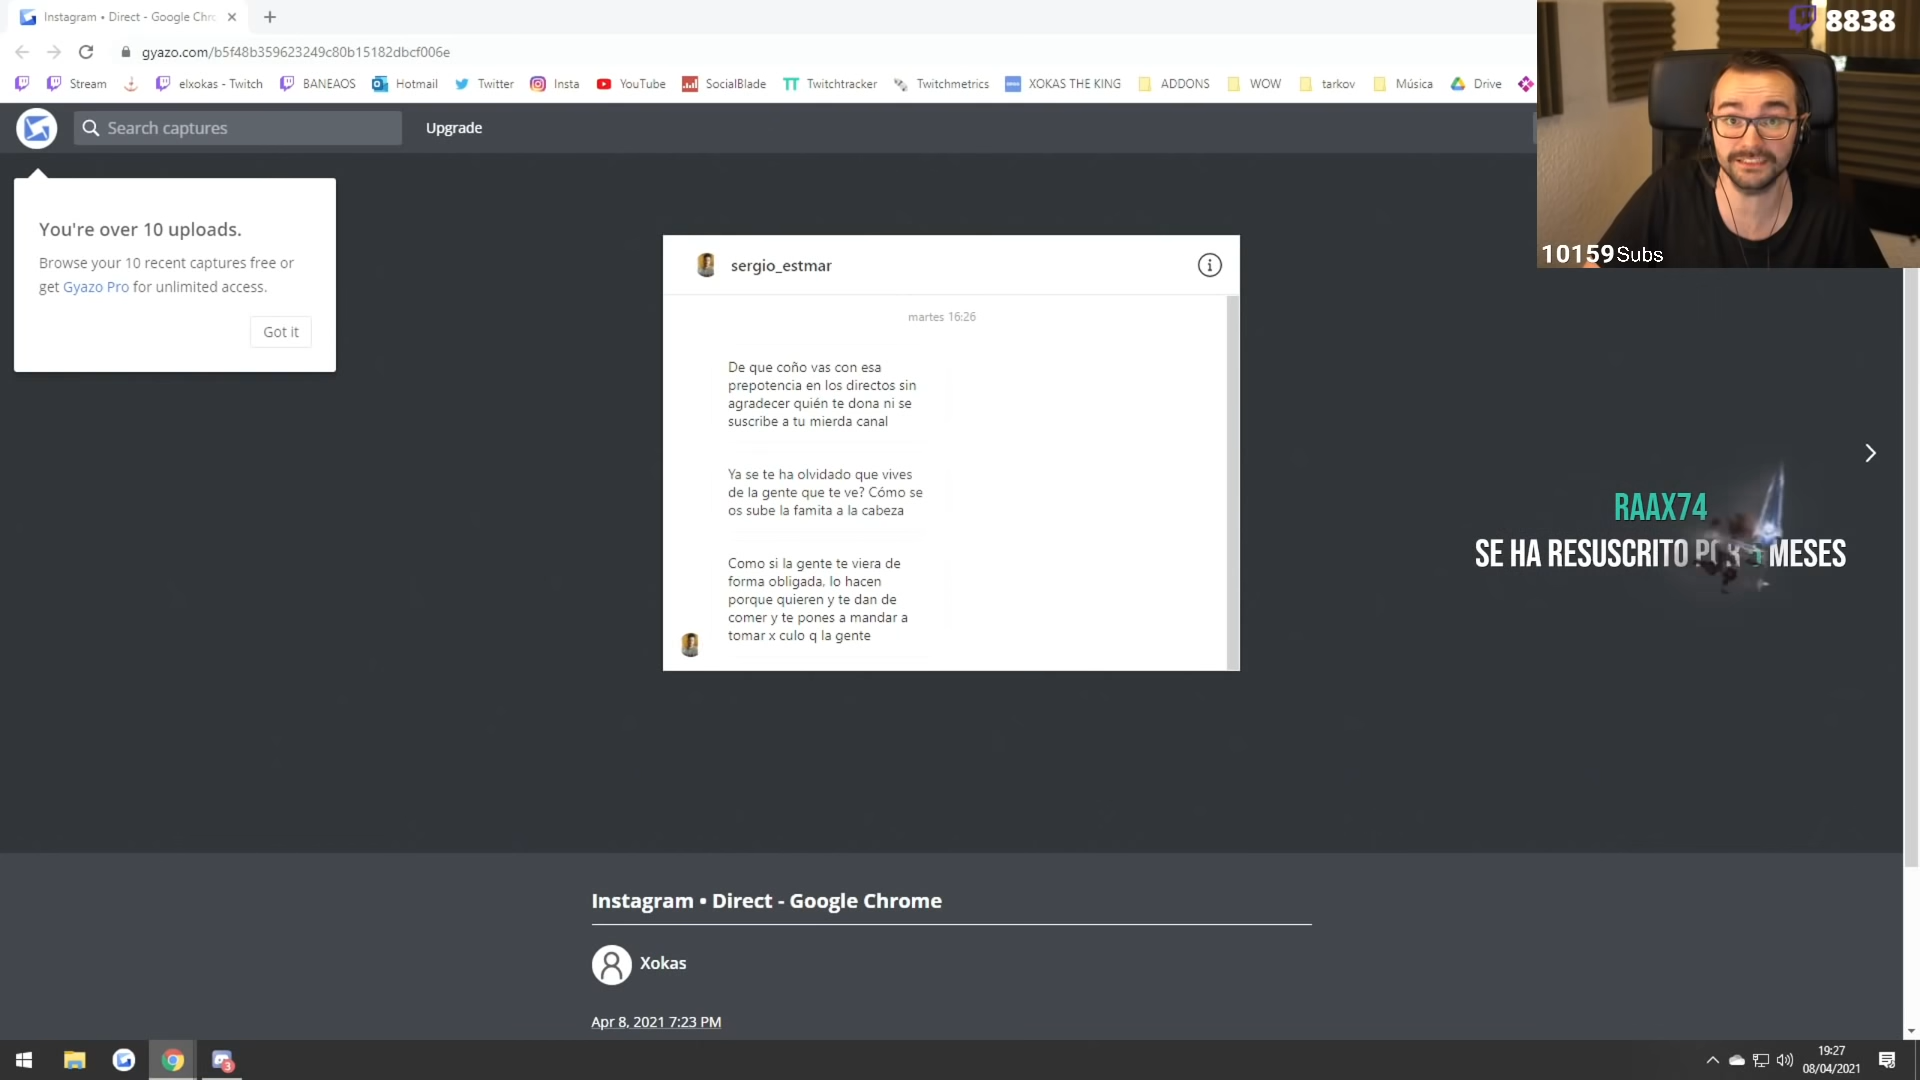 Instagram • Direct - Google Chr
8838
gyazo.com/b5f48b359623249c80b15182dbcf006e
Stream
elxokas - Twitch
BANEAOS
Hotmail
Twitter
Insta
YouTube
SocialBlade
Twitchtracker
Twitchmetrics
XOKAS THE KING
ADDONS
WOW
tarkov
Música
Drive
Search captures
Upgrade
10159 Subs
You're over 10 uploads.
Browse your 10 recent captures free or
get Gyazo Pro for unlimited access.
Got it
sergio_estmar
martes 16:26
De que coño vas con esa
prepotencia en los directos sin
agradecer quién te dona ni se
suscribe a tu mierda canal
Ya se te ha olvidado que vives
de la gente que te ve? Cómo se
os sube la famita a la cabeza
Como si la gente te viera de
forma obligada, lo hacen
porque quieren y te dan de
comer y te pones a mandar a
tomar x culo q la gente
RAAX74
SE HA RESUSCRITO MESES
Instagram • Direct - Google Chrome
Xokas
Apr 8, 2021 7:23 PM
3
19:27
08/04/2021